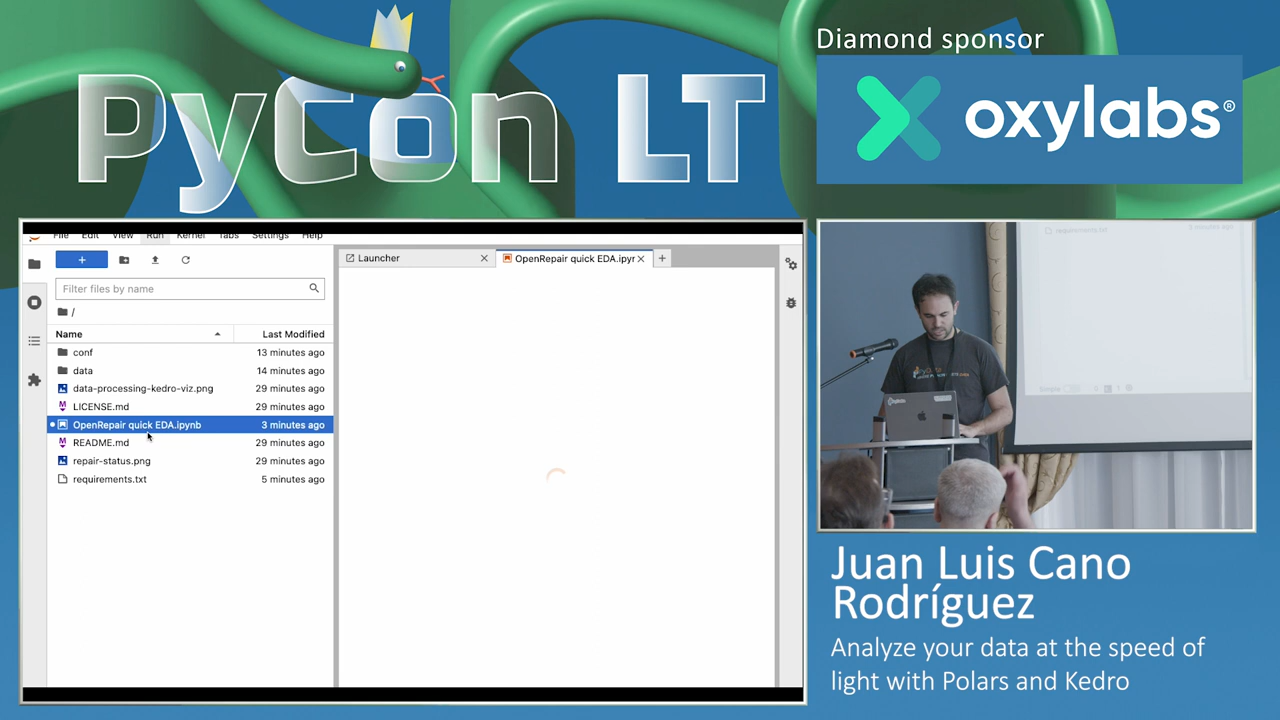 PyCon LT
Diamond sponsor
oxylabs®
File Edit View Run Kernel Tabs Settings Help
Launcher
OpenRepair quick EDA.ipyr
Filter files by name
/
Name Last Modified
conf 13 minutes ago
data 14 minutes ago
data-processing-kedro-viz.png 29 minutes ago
LICENSE.md 29 minutes ago
OpenRepair quick EDA.ipynb 3 minutes ago
README.md 29 minutes ago
repair-status.png 29 minutes ago
requirements.txt 5 minutes ago
requirements.txt
Simple
Juan Luis Cano
Rodríguez
Analyze your data at the speed of
light with Polars and Kedro